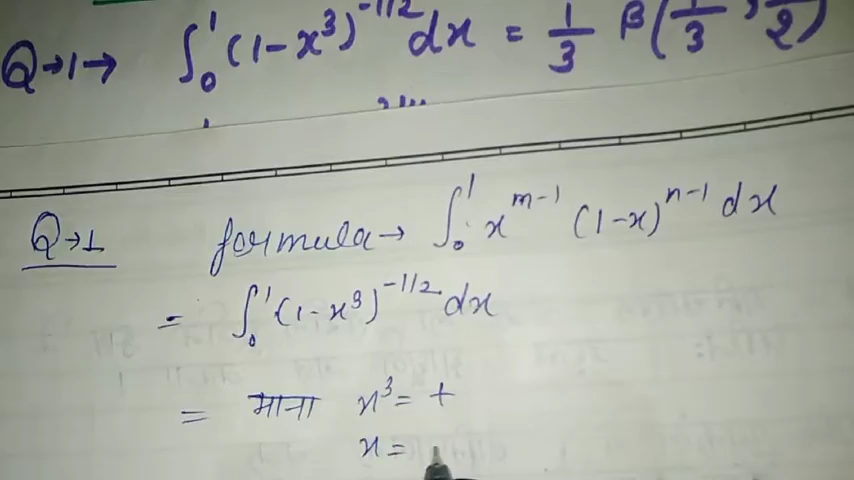 Q→1→ ∫₀¹ (1-x³)^-1/2 dx = 1/3 β(1/3, /2)
Q→1 formula→ ∫₀¹ x^m-1 (1-x)^n-1 dx
= ∫₀¹ (1-x³)^-1/2 dx
= माना x³ = t
x =